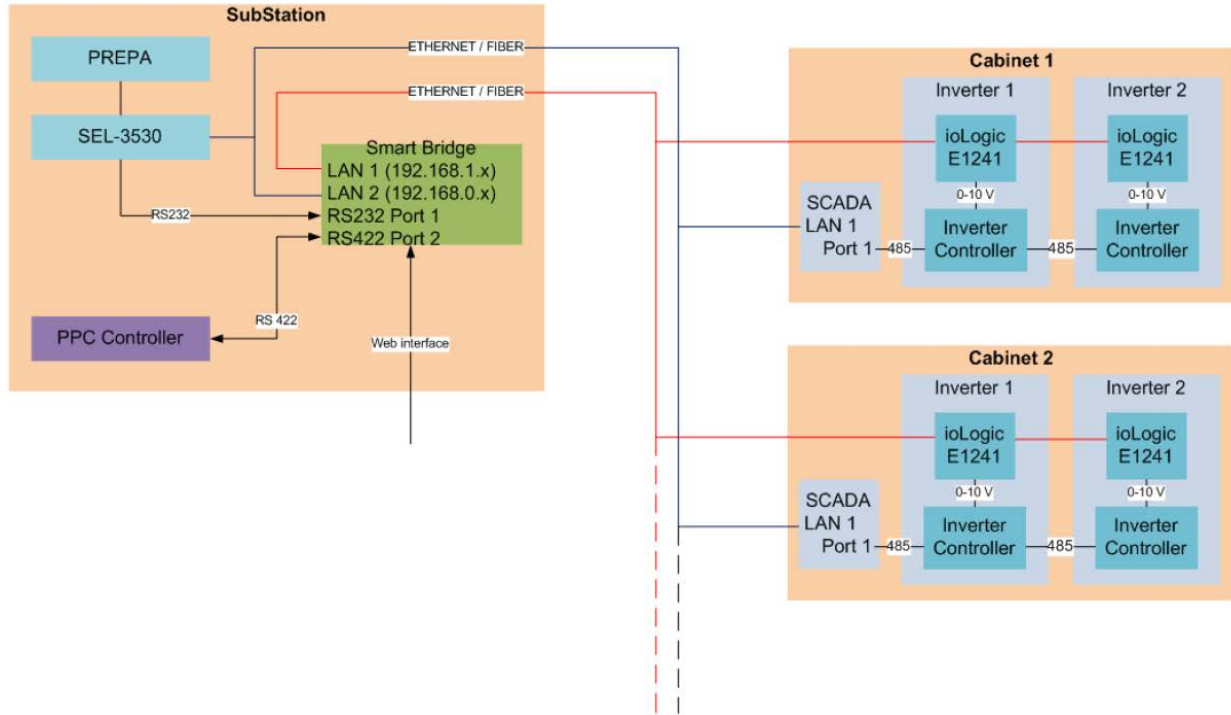 SubStation
PREPA
SEL-3530
ETHERNET / FIBER
ETHERNET / FIBER
Smart Bridge
LAN 1 (192.168.1.x)
LAN 2 (192.168.0.x)
RS232 Port 1
RS422 Port 2
RS232
RS 422
PPC Controller
Web interface
Cabinet 1
Inverter 1
Inverter 2
ioLogic
E1241
ioLogic
E1241
0-10 V
0-10 V
SCADA
LAN 1
Port 1
485
Inverter
Controller
485
Inverter
Controller
Cabinet 2
Inverter 1
Inverter 2
ioLogic
E1241
ioLogic
E1241
0-10 V
0-10 V
SCADA
LAN 1
Port 1
485
Inverter
Controller
485
Inverter
Controller